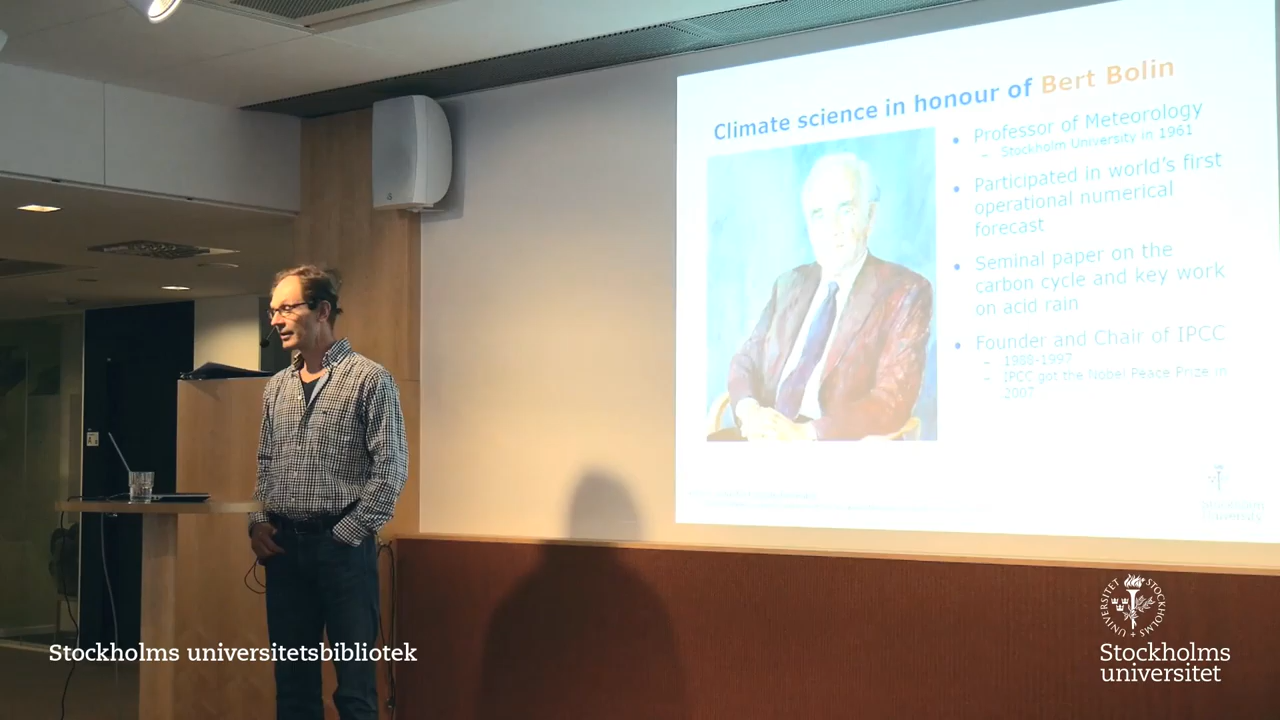 Climate science in honour of Bert Bolin
• Professor of Meteorology
– Stockholm University in 1961
• Participated in world's first
operational numerical
forecast
• Seminal paper on the
carbon cycle and key work
on acid rain
• Founder and Chair of IPCC
– 1988-1997
– IPCC got the Nobel Peace Prize in
2007
Stockholms universitetsbibliotek
STOCKHOLMS UNIVERSITET
Stockholms
universitet